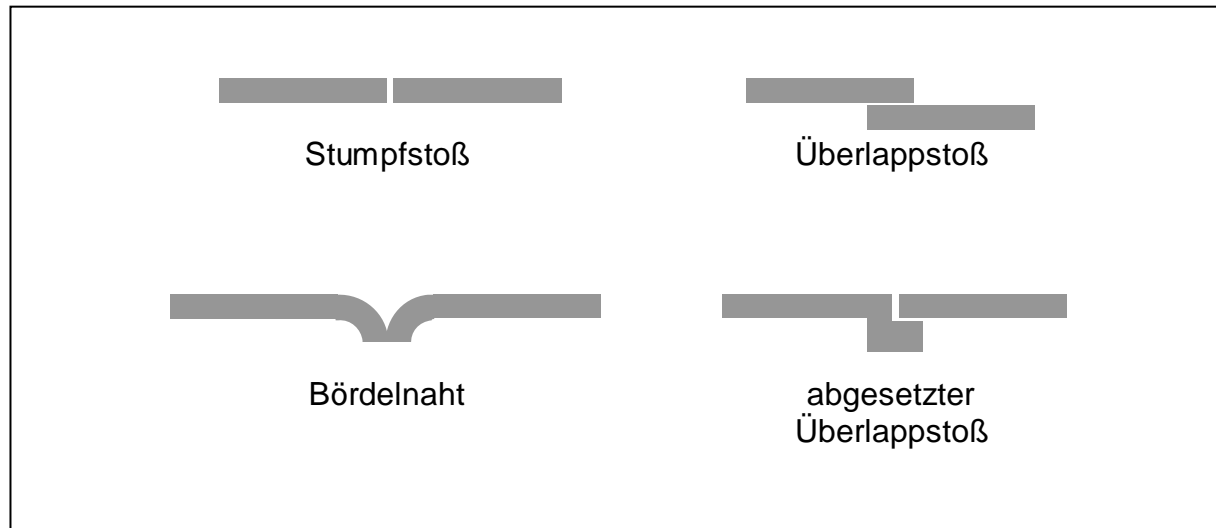 Stumpfstoß
Überlappstoß
Bördelnaht
abgesetzter
Überlappstoß